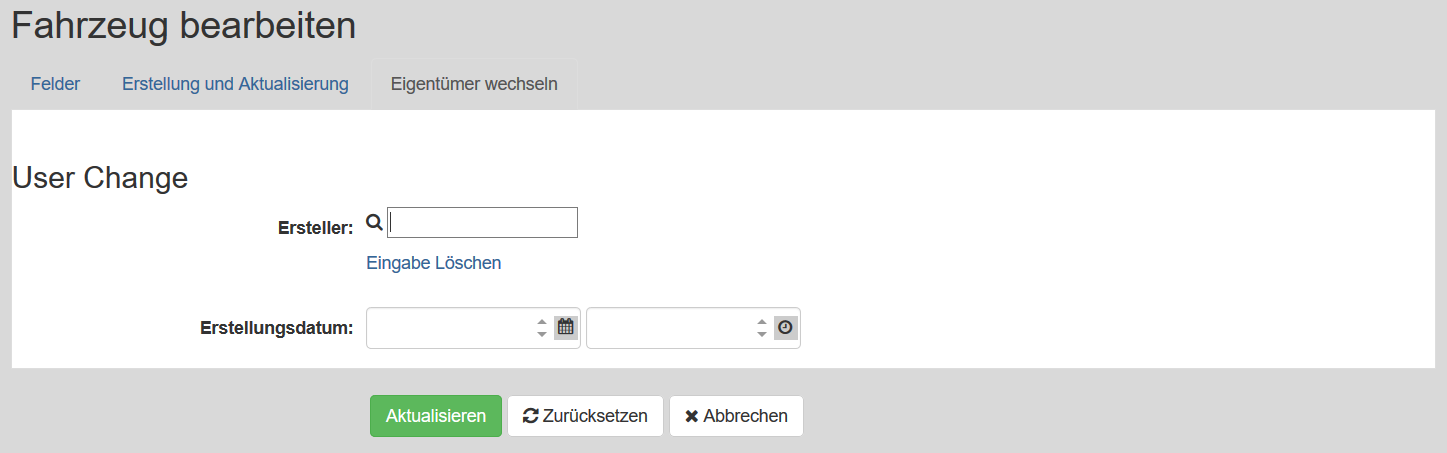 Fahrzeug bearbeiten
Felder Erstellung und Aktualisierung Eigentümer wechseln
User Change
Ersteller:
Eingabe Löschen
Erstellungsdatum:
Aktualisieren Zurücksetzen Abbrechen